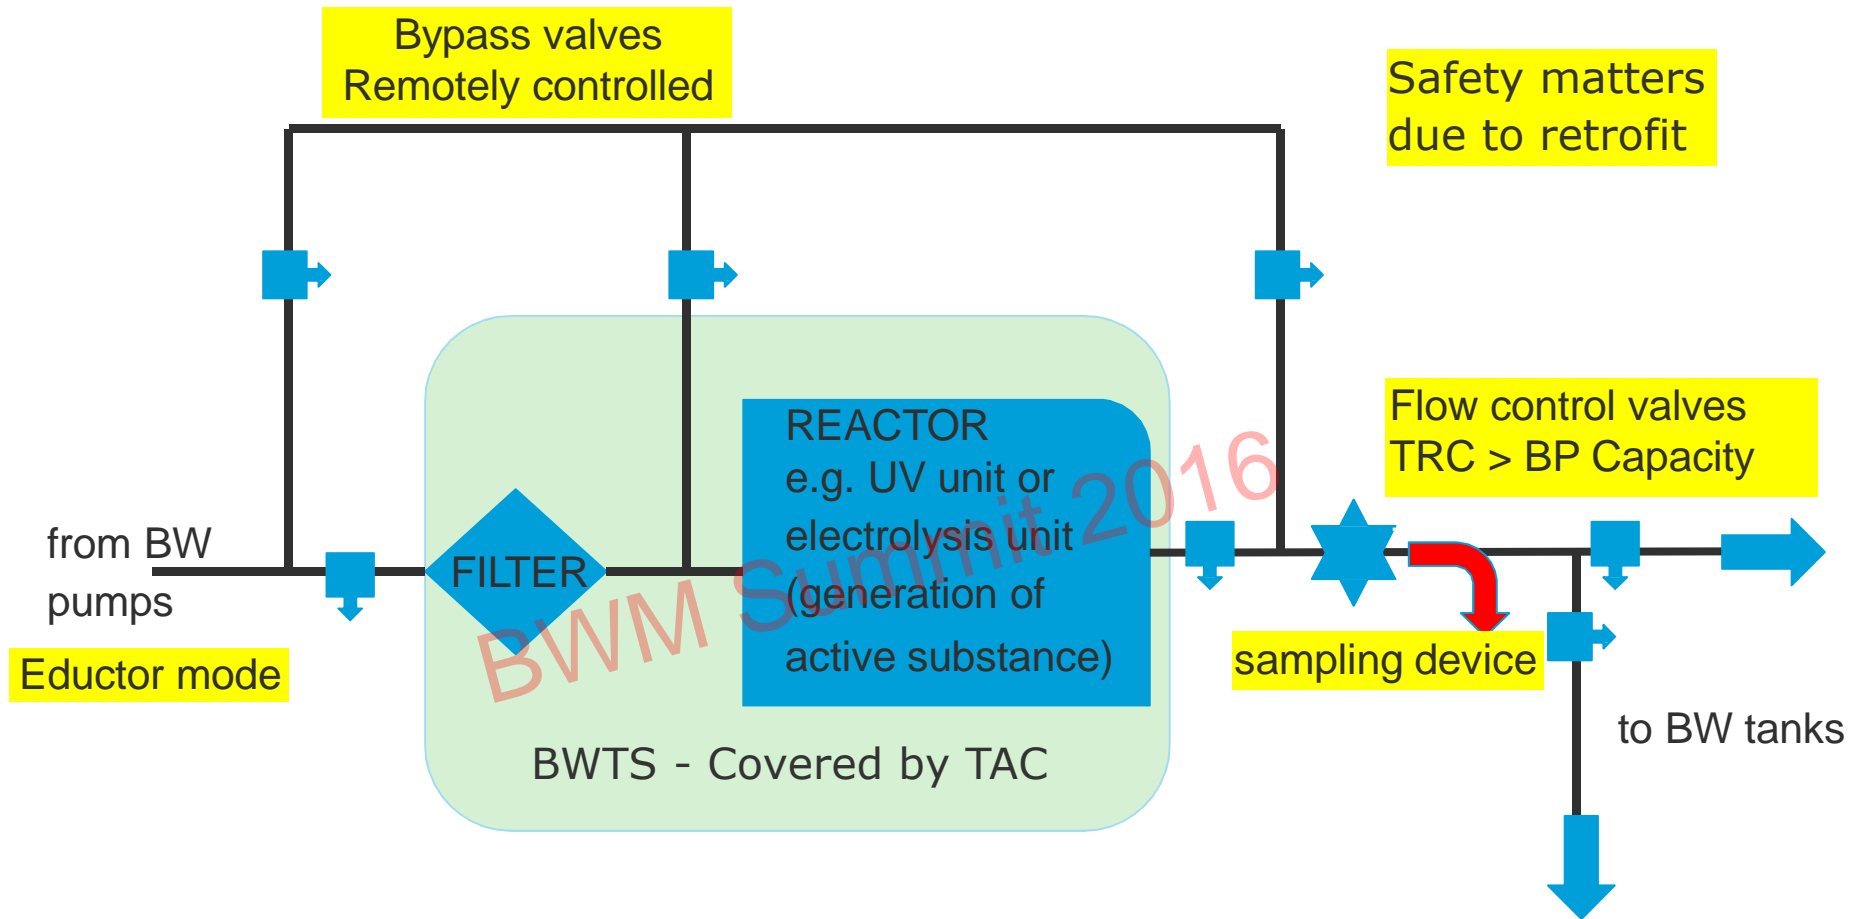 Bypass valves
Remotely controlled
Safety matters
due to retrofit
Flow control valves
TRC > BP Capacity
REACTOR
e.g. UV unit or
electrolysis unit
(generation of
active substance)
from BW
pumps
FILTER
Eductor mode
sampling device
to BW tanks
BWTS - Covered by TAC
BWM Summit 2016